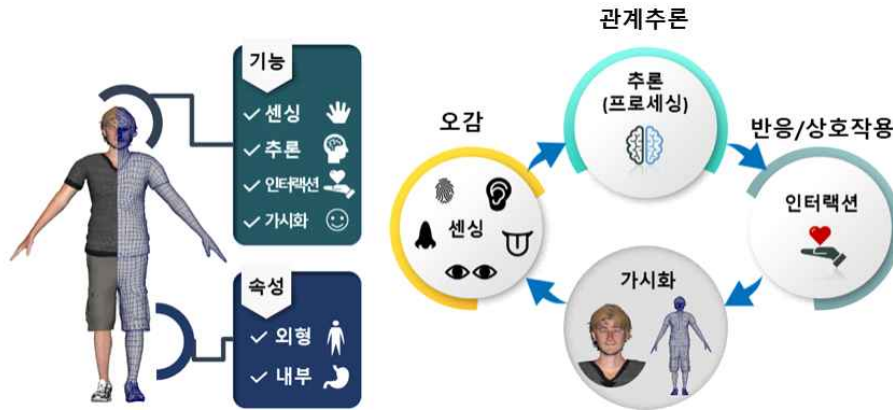 기능
센싱
추론
인터랙션
가시화
속성
외형
내부
관계추론
추론
(프로세싱)
오감
센싱
반응/상호작용
인터랙션
가시화